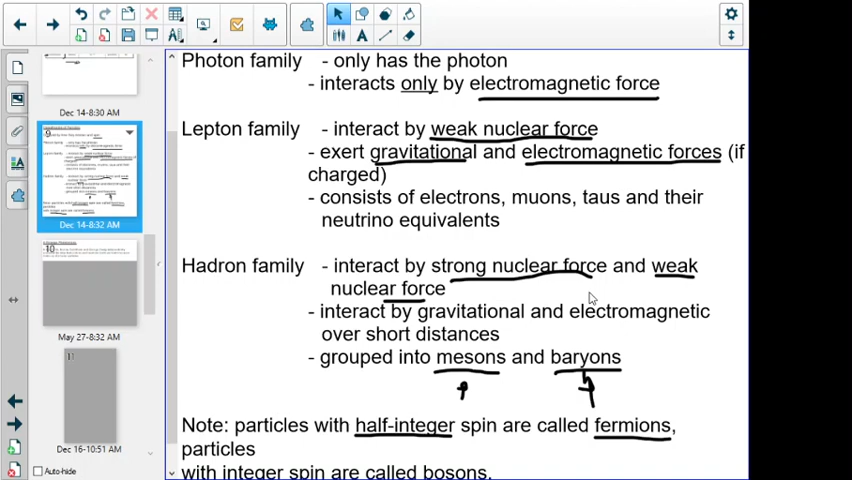 Photon family - only has the photon
- interacts only by electromagnetic force
Lepton family - interact by weak nuclear force
- exert gravitational and electromagnetic forces (if
charged)
- consists of electrons, muons, taus and their
neutrino equivalents
Hadron family - interact by strong nuclear force and weak
nuclear force
- interact by gravitational and electromagnetic
over short distances
- grouped into mesons and baryons
Note: particles with half-integer spin are called fermions,
particles
with integer spin are called bosons.
Dec 14-8:30 AM
9
Dec 14-8:32 AM
10
May 27-8:32 AM
11
Dec 16-10:51 AM
Auto-hide